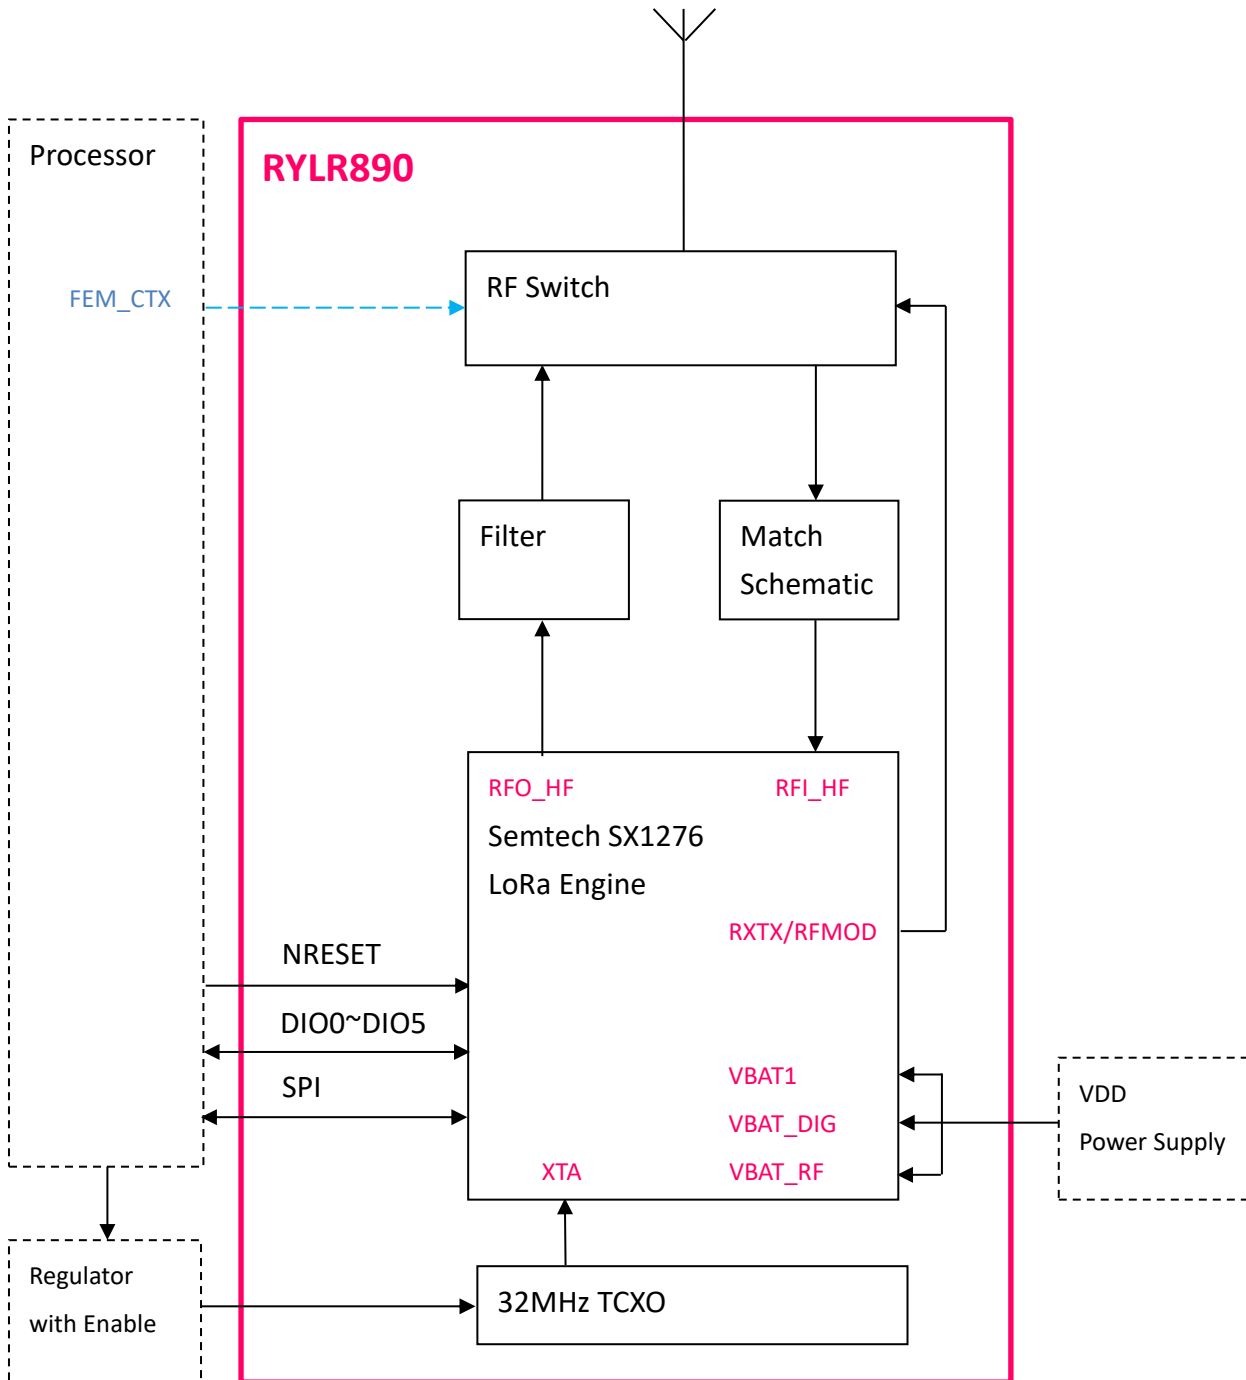 Processor
RYLR890
RF Switch
FEM_CTX
Filter
Match
Schematic
RFO_HF
RFI_HF
Semtech SX1276
LoRa Engine
RXTX/RFMOD
NRESET
DIO0~DIO5
SPI
VBAT1
VBAT_DIG
VBAT_RF
XTA
VDD
Power Supply
Regulator
with Enable
32MHz TCXO